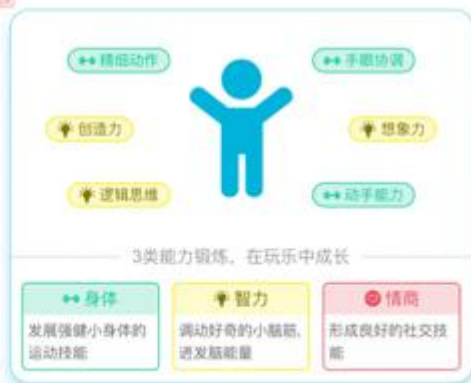 精细动作
手眼协调
创造力
想象力
逻辑思维
动手能力
3类能力锻炼，在玩乐中成长
身体
智力
情商
发展强健小身体的
运动技能
调动好奇的小脑筋、
迸发脑能量
形成良好的社交技
能